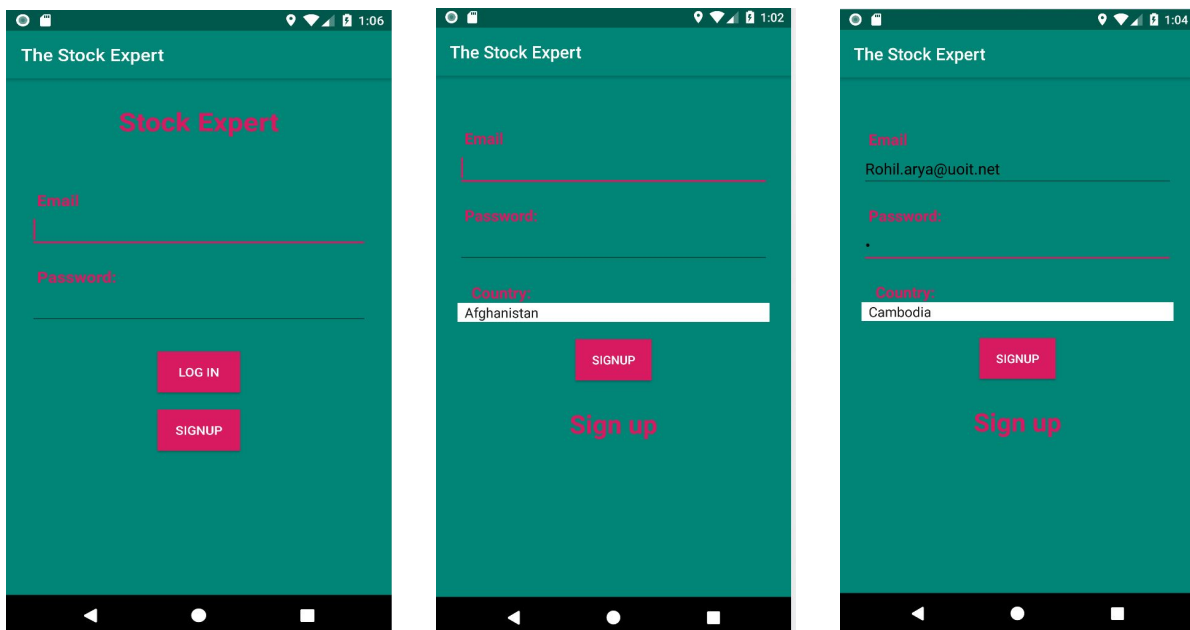 1:06
The Stock Expert
Stock Expert
Email
Password:
LOG IN
SIGNUP
1:02
The Stock Expert
Email
Password:
Country:
Afghanistan
SIGNUP
Sign up
1:04
The Stock Expert
Email
Rohil.arya@uoit.net
Password:
Country:
Cambodia
SIGNUP
Sign up